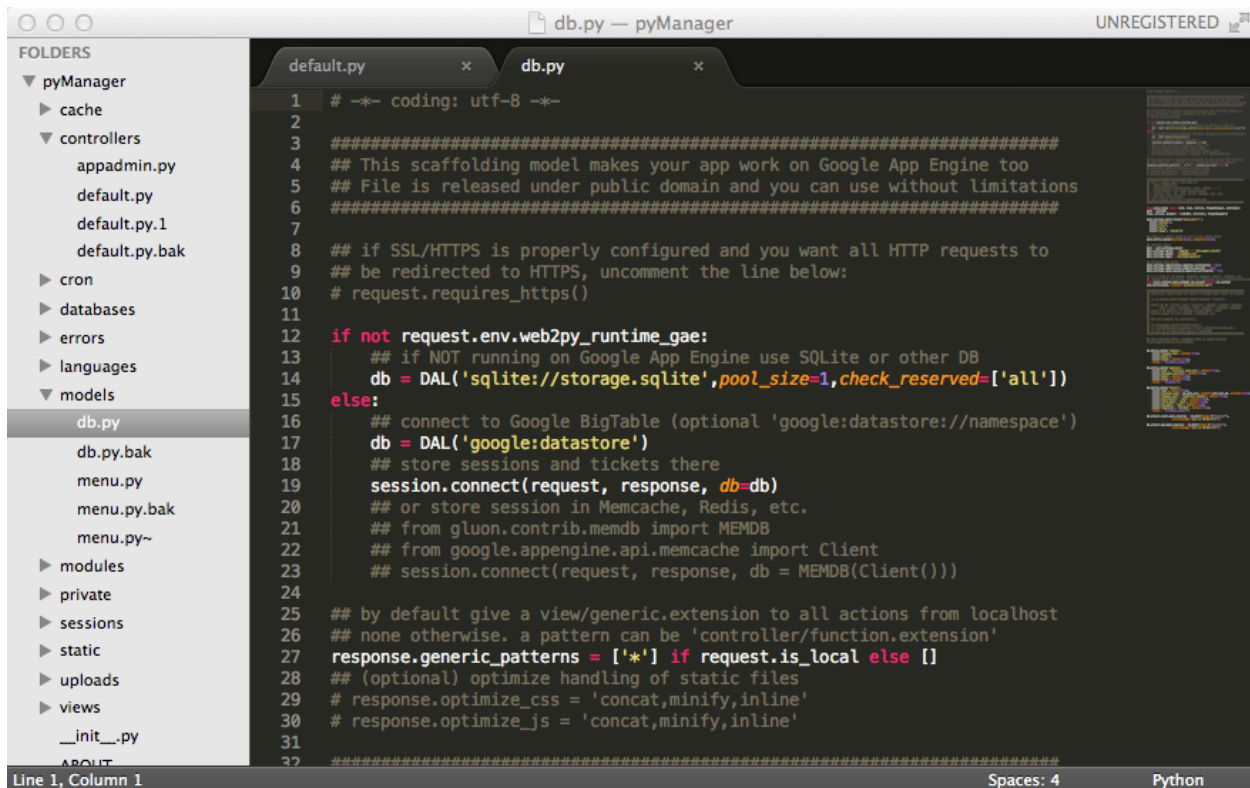 db.py — pyManager
UNREGISTERED
FOLDERS
pyManager
cache
controllers
appadmin.py
default.py
default.py.1
default.py.bak
cron
databases
errors
languages
models
db.py
db.py.bak
menu.py
menu.py.bak
menu.py~
modules
private
sessions
static
uploads
views
__init__.py
ABOUT
default.py ×
db.py ×
1 # -*- coding: utf-8 -*-
2
3 #########################################################################
4 ## This scaffolding model makes your app work on Google App Engine too
5 ## File is released under public domain and you can use without limitations
6 #########################################################################
7
8 ## if SSL/HTTPS is properly configured and you want all HTTP requests to
9 ## be redirected to HTTPS, uncomment the line below:
10 # request.requires_https()
11
12 if not request.env.web2py_runtime_gae:
13     ## if NOT running on Google App Engine use SQLite or other DB
14     db = DAL('sqlite://storage.sqlite',pool_size=1,check_reserved=['all'])
15 else:
16     ## connect to Google BigTable (optional 'google:datastore://namespace')
17     db = DAL('google:datastore')
18     ## store sessions and tickets there
19     session.connect(request, response, db=db)
20     ## or store session in Memcache, Redis, etc.
21     ## from gluon.contrib.memdb import MEMDB
22     ## from google.appengine.api.memcache import Client
23     ## session.connect(request, response, db = MEMDB(Client()))
24
25 ## by default give a view/generic.extension to all actions from localhost
26 ## none otherwise. a pattern can be 'controller/function.extension'
27 response.generic_patterns = ['*'] if request.is_local else []
28 ## (optional) optimize handling of static files
29 # response.optimize_css = 'concat,minify,inline'
30 # response.optimize_js = 'concat,minify,inline'
31
32 #########################################################################
Line 1, Column 1
Spaces: 4
Python